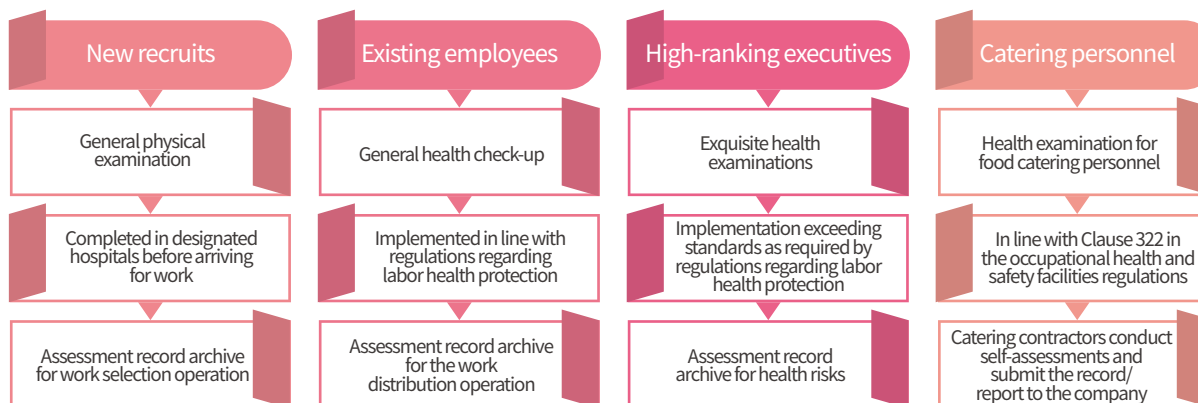 New recruits
General physical
examination
Completed in designated
hospitals before arriving
for work
Assessment record archive
for work selection operation
Existing employees
General health check-up
Implemented in line with
regulations regarding
labor health protection
Assessment record archive
for the work
distribution operation
High-ranking executives
Exquisite health
examinations
Implementation exceeding
standards as required by
regulations regarding labor
health protection
Assessment record
archive for health risks
Catering personnel
Health examination for
food catering personnel
In line with Clause 322 in
the occupational health and
safety facilities regulations
Catering contractors conduct
self-assessments and
submit the record/
report to the company